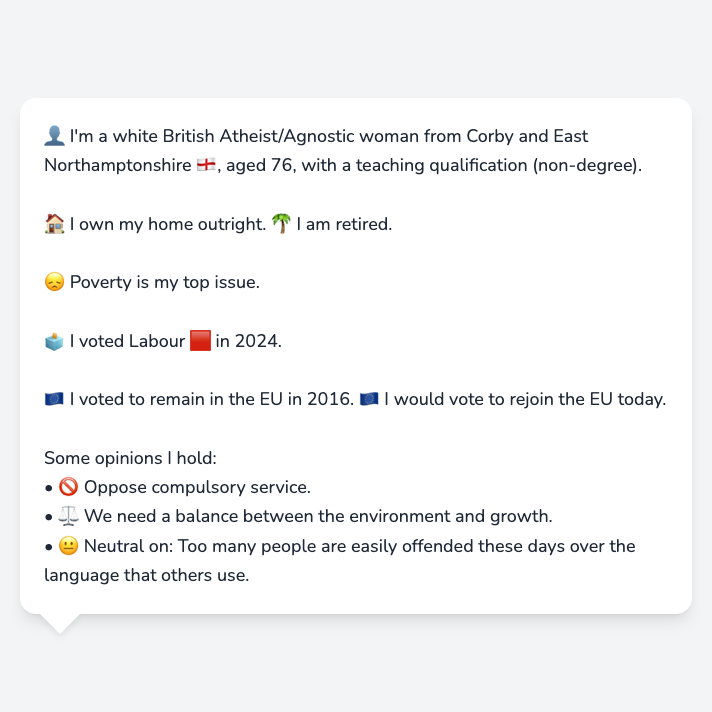 👤 I'm a white British Atheist/Agnostic woman from Corby and East
Northamptonshire 🏴󠁧󠁢󠁥󠁮󠁧󠁿, aged 76, with a teaching qualification (non-degree).
🏠 I own my home outright. 🌴 I am retired.
😞 Poverty is my top issue.
🗳️ I voted Labour 🟥 in 2024.
🇪🇺 I voted to remain in the EU in 2016. 🇪🇺 I would vote to rejoin the EU today.
Some opinions I hold:
• 🚫 Oppose compulsory service.
• ⚖️ We need a balance between the environment and growth.
• 😐 Neutral on: Too many people are easily offended these days over the
language that others use.